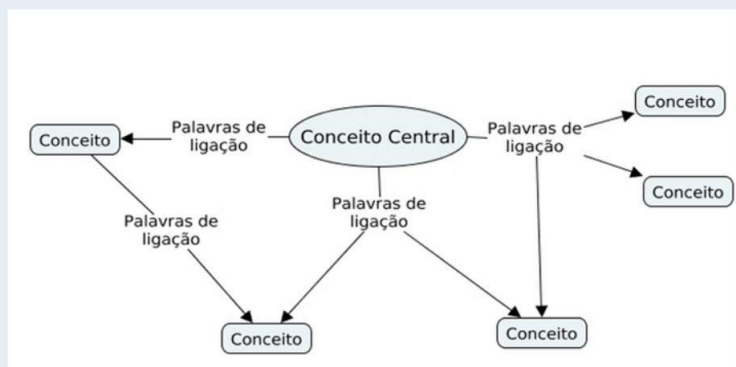 Conceito
Palavras de
ligação
Conceito Central
Palavras de
ligação
Conceito
Conceito
Palavras de
ligação
Palavras de
ligação
Conceito
Conceito